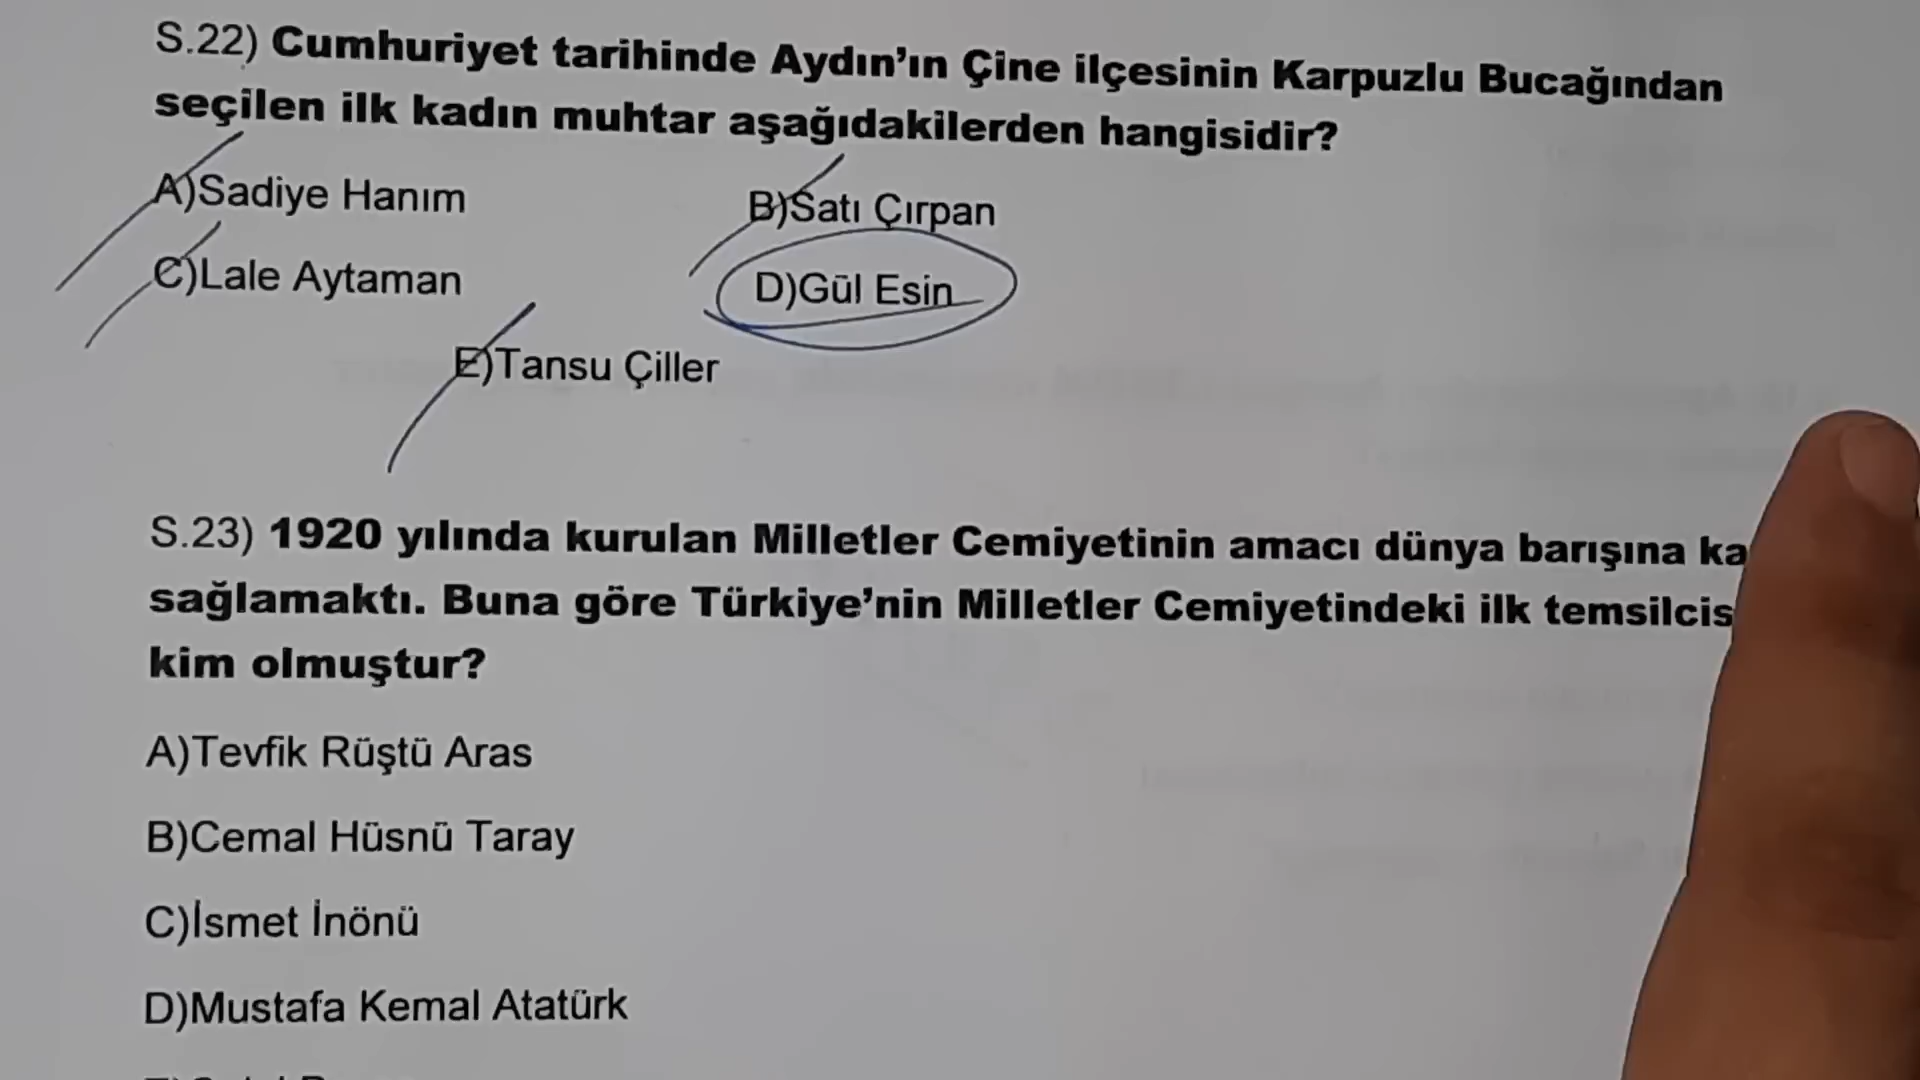 S.22) Cumhuriyet tarihinde Aydın’ın Çine ilçesinin Karpuzlu Bucağından
seçilen ilk kadın muhtar aşağıdakilerden hangisidir?
A)Sadiye Hanım B)Satı Çırpan
C)Lale Aytaman D)Gül Esin
E)Tansu Çiller
S.23) 1920 yılında kurulan Milletler Cemiyetinin amacı dünya barışına ka
sağlamaktı. Buna göre Türkiye’nin Milletler Cemiyetindeki ilk temsilcis
kim olmuştur?
A)Tevfik Rüştü Aras
B)Cemal Hüsnü Taray
C)İsmet İnönü
D)Mustafa Kemal Atatürk